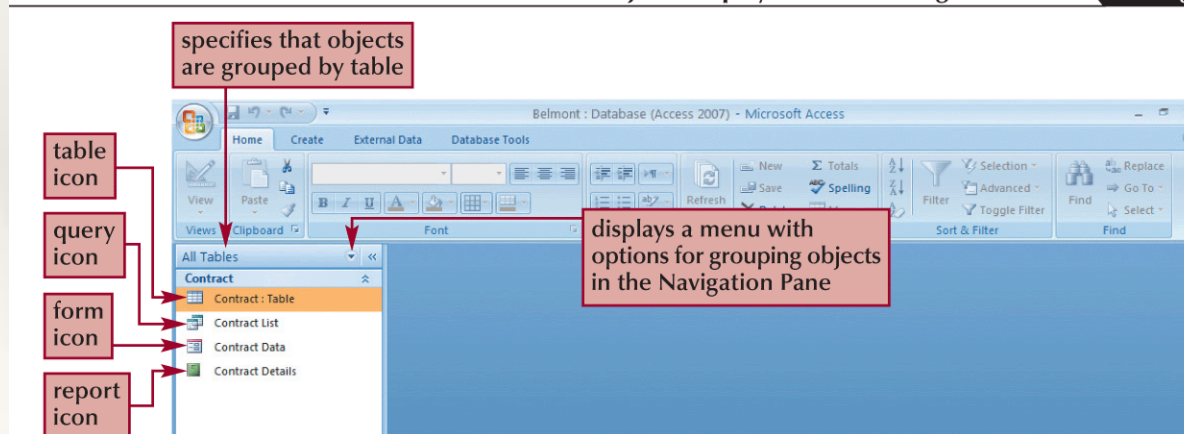 specifies that objects
are grouped by table
Belmont : Database (Access 2007) - Microsoft Access
Home Create External Data Database Tools
table
icon
View
Paste
B I U A
Refresh
New
Save
Totals
Spelling
Filter
Selection
Advanced
Toggle Filter
Find
Replace
Go To
Select
Views Clipboard Font Sort & Filter Find
query
icon
displays a menu with
options for grouping objects
in the Navigation Pane
All Tables
Contract
Contract : Table
Contract List
form
icon
Contract Data
Contract Details
report
icon